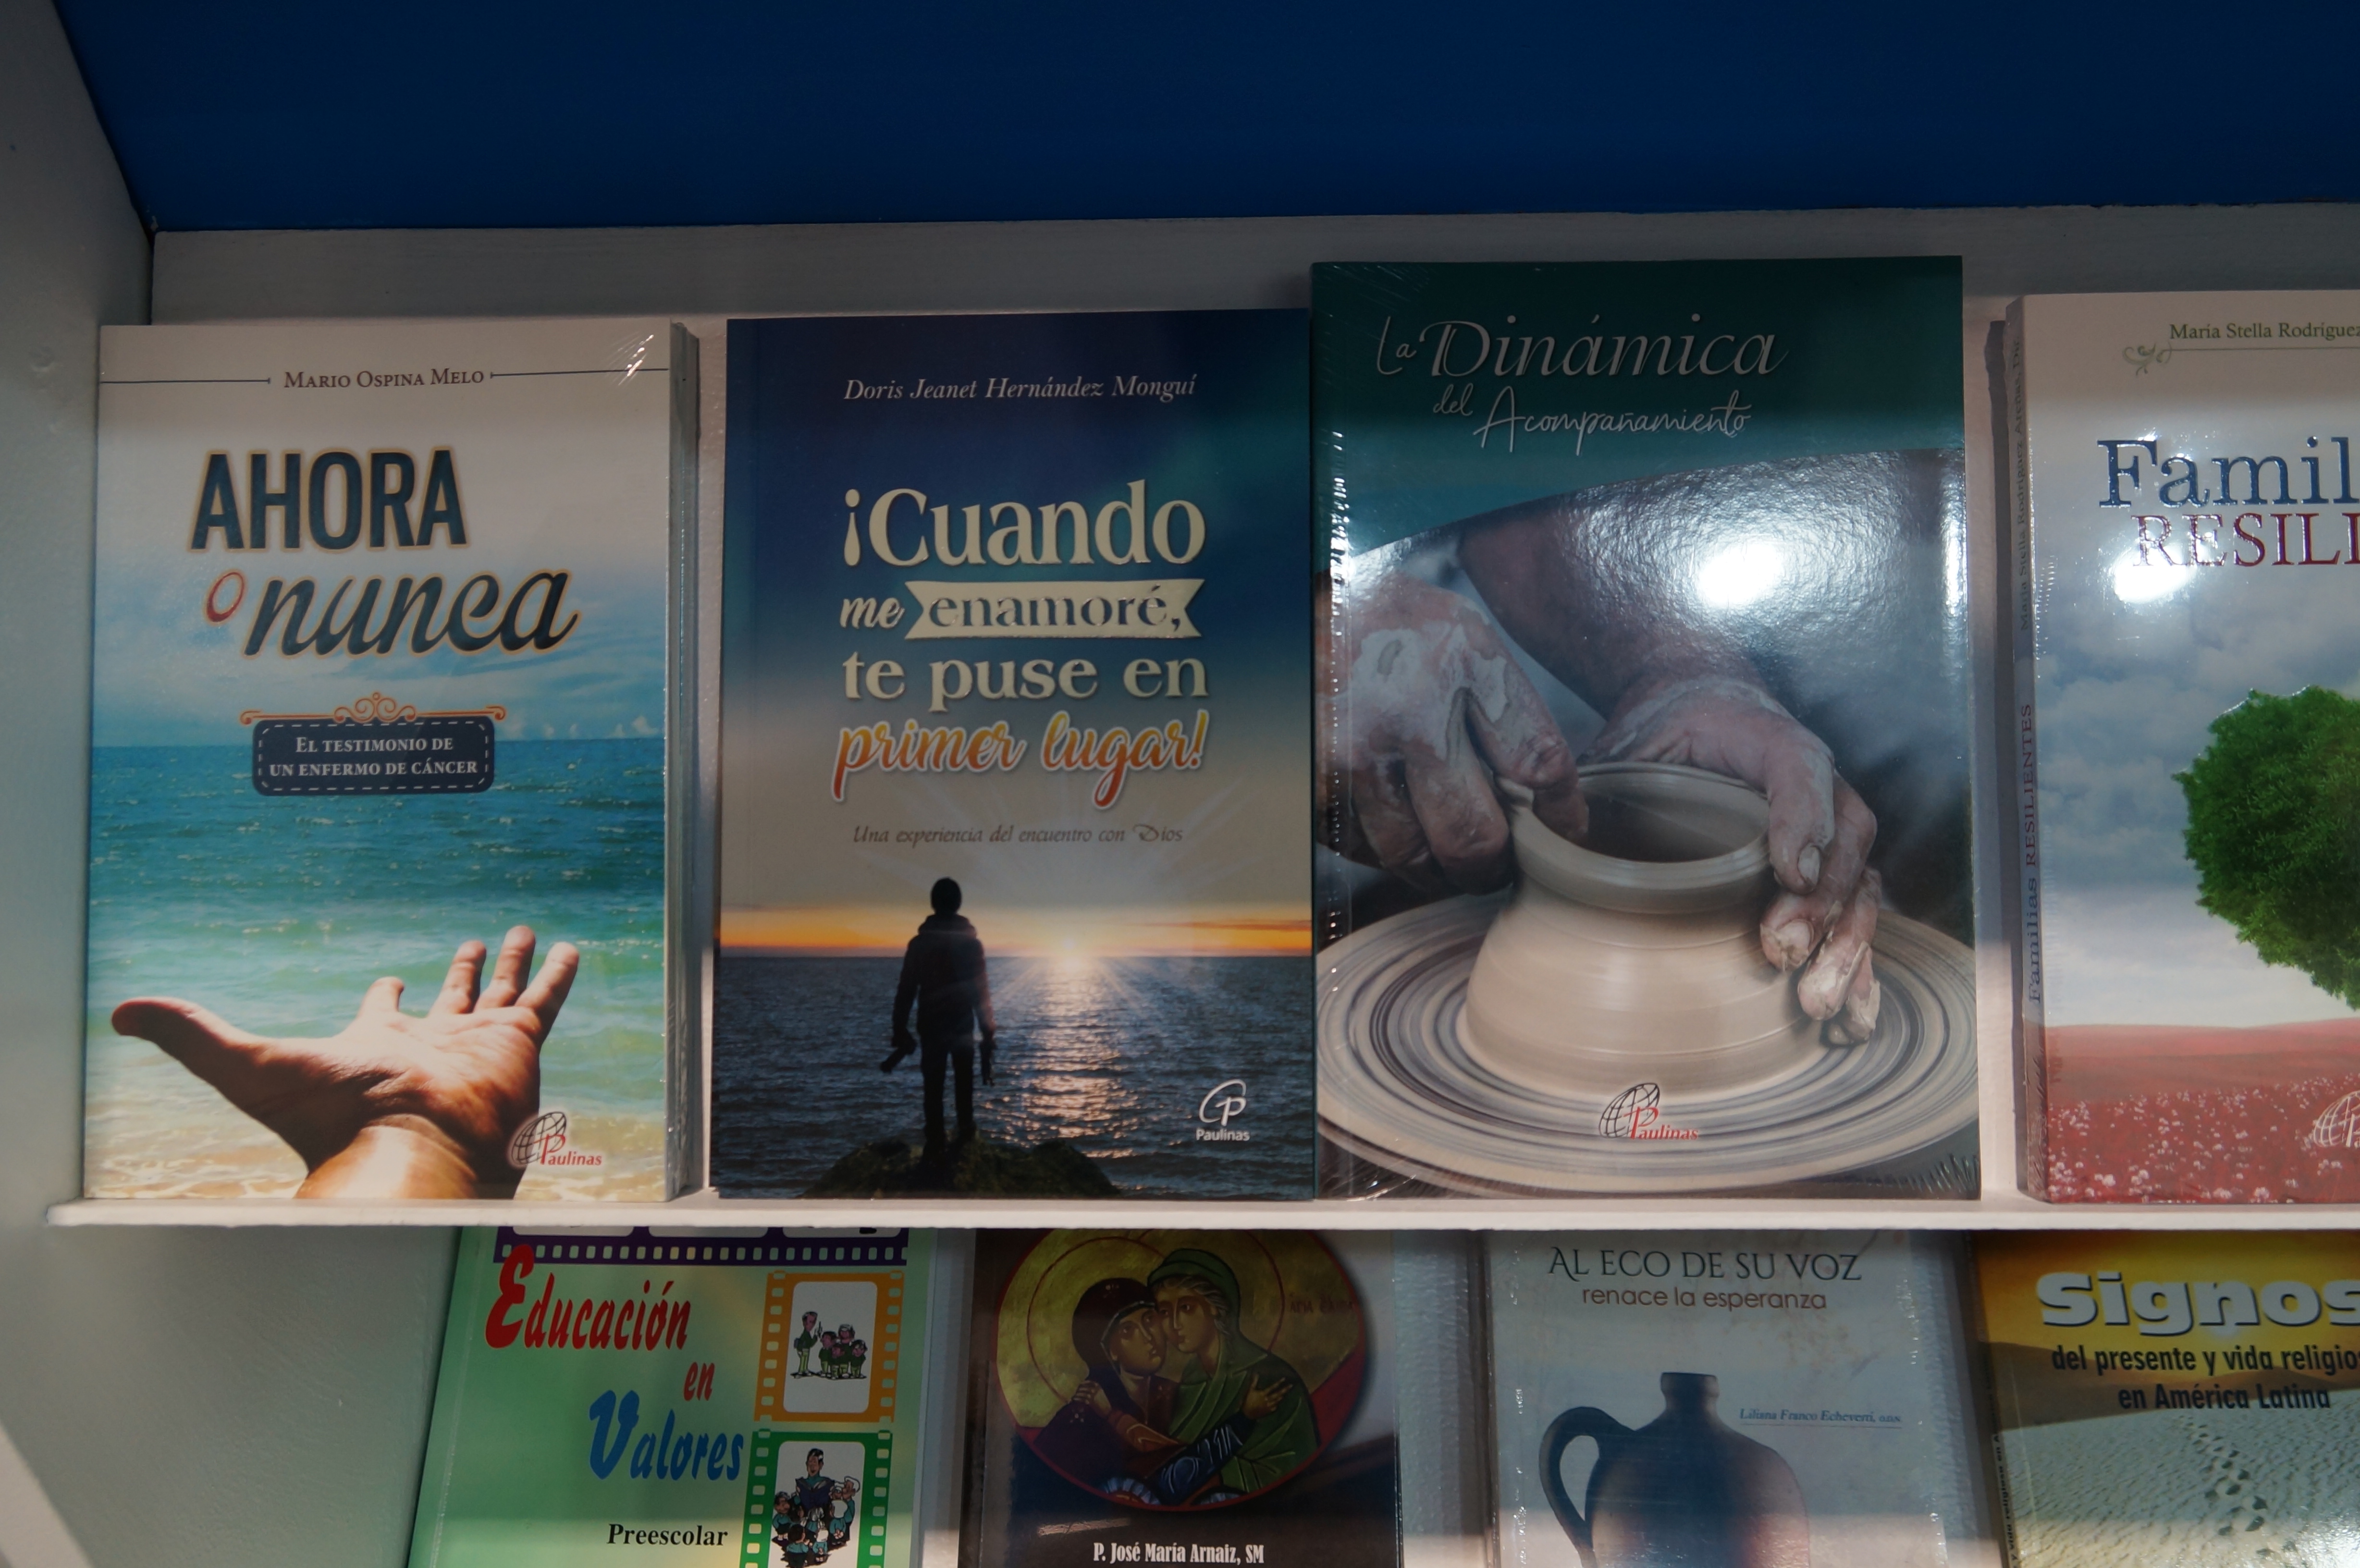 MARIO OSPINA MELO
AHORA
o nunca
EL TESTIMONIO DE
UN ENFERMO DE CÁNCER
Paulinas
Doris Jeanet Hernández Monguí
¡Cuando
me enamoré,
te puse en
primer lugar!
Una experiencia del encuentro con Dios
Paulinas
La Dinámica
del Acompañamiento
Paulinas
Familias RESILIENTES
María Stella Rodríguez
Famil
RESILI
Educación
en
Valores
Preescolar
P. José María Arnaiz, SM
AL ECO DE SU VOZ
renace la esperanza
Liliana Franco Echeverri, o.d.n.
Signos
del presente y vida religio
en América Latina